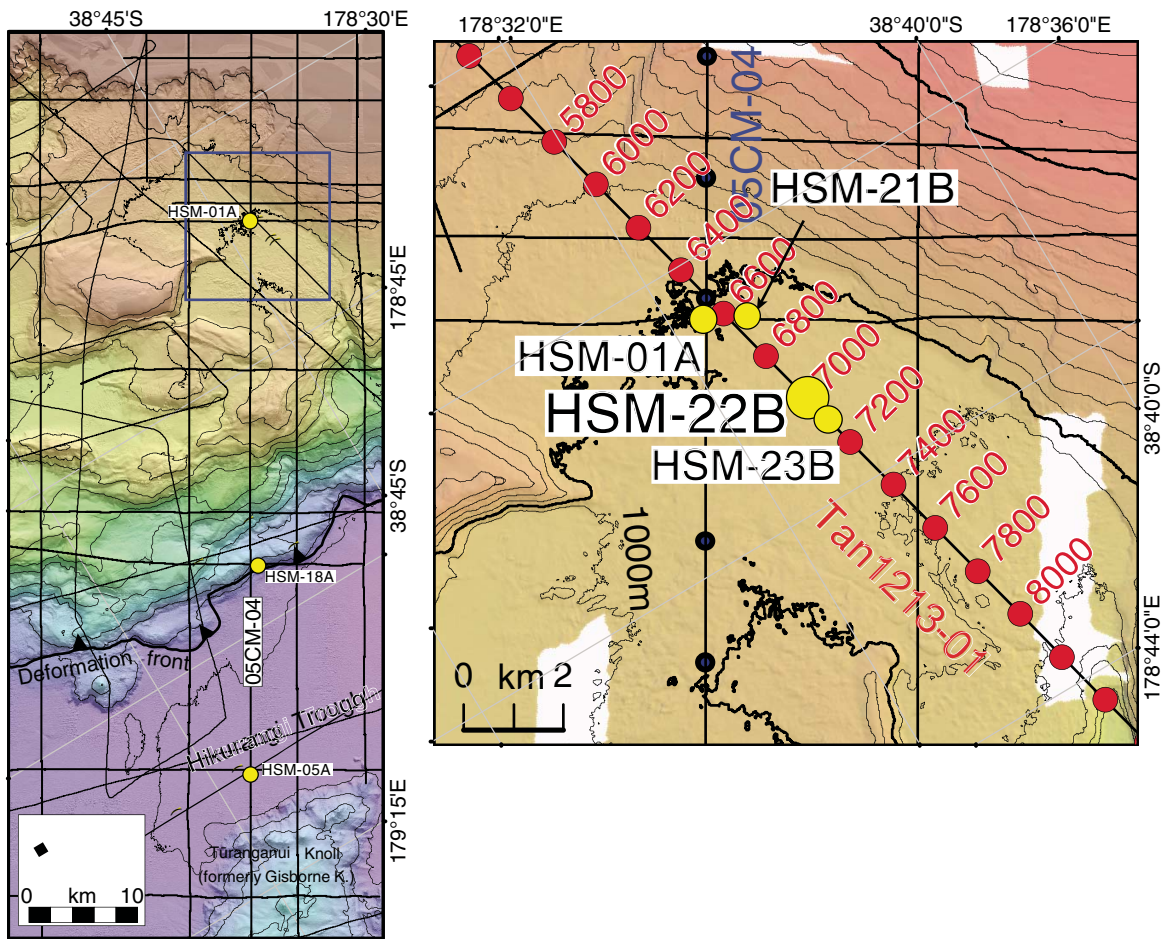 38°45'S
178°30'E
HSM-01A
178°45'E
38°45'S
HSM-18A
05CM-04
Deformation front
Hikurangi Trough
HSM-05A
179°15'E
Tūranganui Knoll
(formerly Gisborne K.)
0 km 10
178°32'0"E
38°40'S
178°36'0"E
5800
6000
6200
6400
6600
6800
7000
7200
7400
7600
7800
8000
05CM-04
HSM-21B
HSM-01A
HSM-22B
HSM-23B
38°40'0"S
1000m
Tan1213-01
178°44'0"E
0 km 2